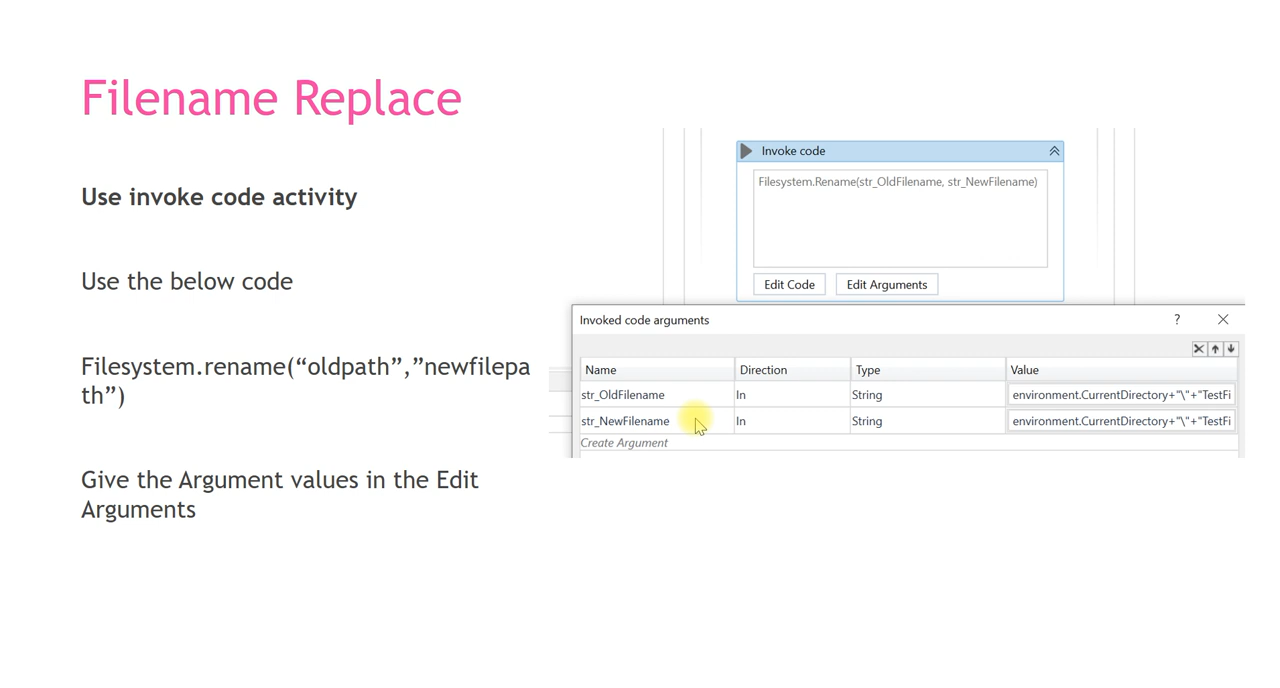 Filename Replace
Use invoke code activity
Use the below code
Filesystem.rename(“oldpath”,”newfilepa
th”)
Give the Argument values in the Edit
Arguments
Invoke code
Filesystem.Rename(str_OldFilename, str_NewFilename)
Edit Code Edit Arguments
Invoked code arguments ?
Name Direction Type Value
str_OldFilename In String environment.CurrentDirectory+"\"+"TestFi
str_NewFilename In String environment.CurrentDirectory+"\"+"TestFi
Create Argument